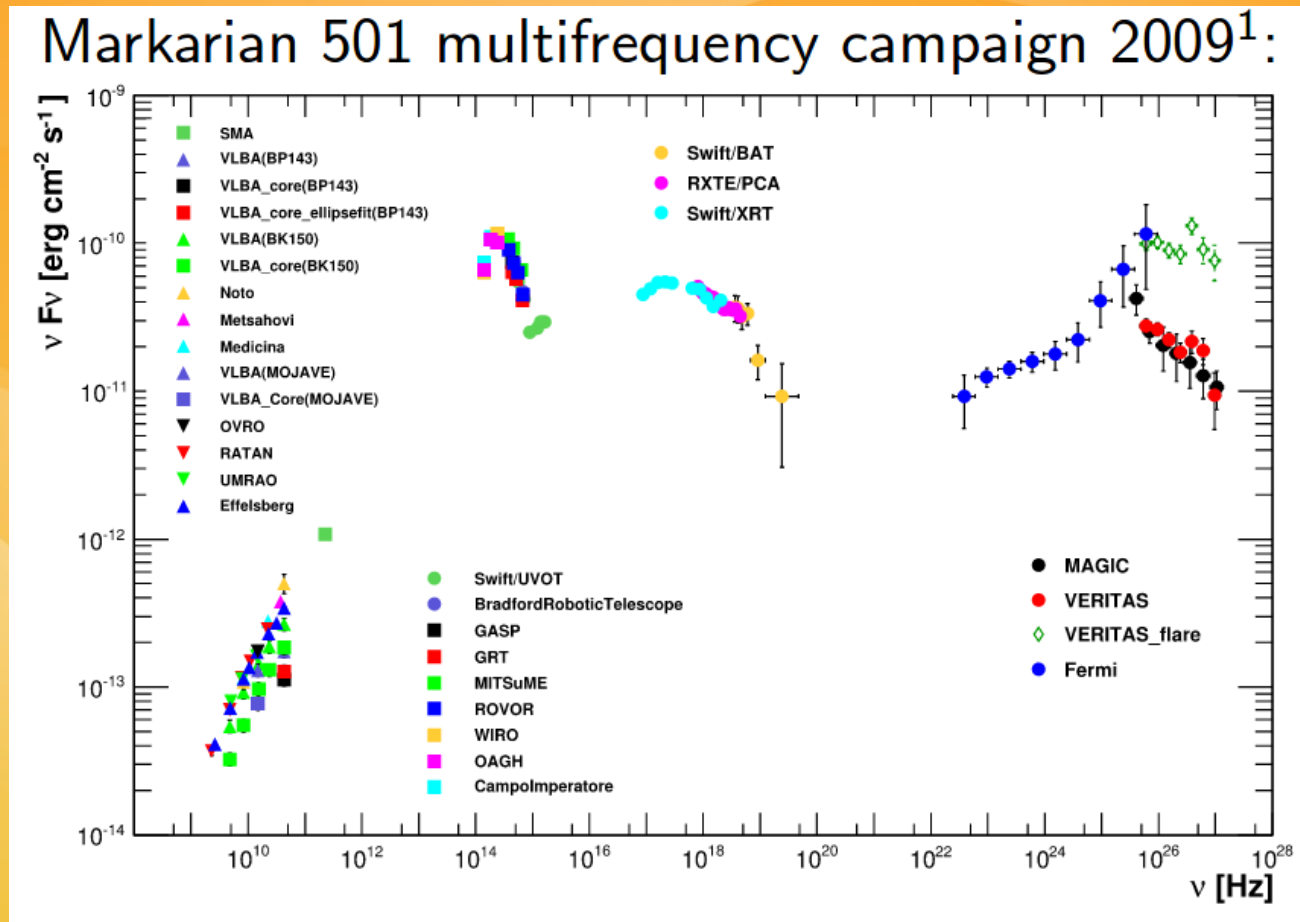 Markarian 501 multifrequency campaign 2009¹:
ν Fν [erg cm⁻² s⁻¹]
10⁻⁹
10⁻¹⁰
10⁻¹¹
10⁻¹²
10⁻¹³
10⁻¹⁴
SMA
VLBA(BP143)
VLBA_core(BP143)
VLBA_core_ellipsefit(BP143)
VLBA(BK150)
VLBA_core(BK150)
Noto
Metsahovi
Medicina
VLBA(MOJAVE)
VLBA_Core(MOJAVE)
OVRO
RATAN
UMRAO
Effelsberg
Swift/BAT
RXTE/PCA
Swift/XRT
Swift/UVOT
BradfordRoboticTelescope
GASP
GRT
MITSuME
ROVOR
WIRO
OAGH
CampoImperatore
MAGIC
VERITAS
VERITAS_flare
Fermi
10¹⁰ 10¹² 10¹⁴ 10¹⁶ 10¹⁸ 10²⁰ 10²² 10²⁴ 10²⁶ 10²⁸
ν [Hz]